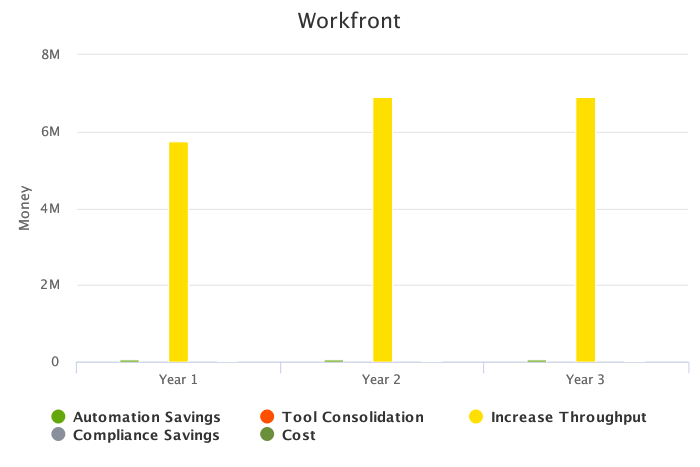 Workfront
8M
6M
4M
2M
0
Money
Year 1
Year 2
Year 3
Automation Savings
Tool Consolidation
Increase Throughput
Compliance Savings
Cost